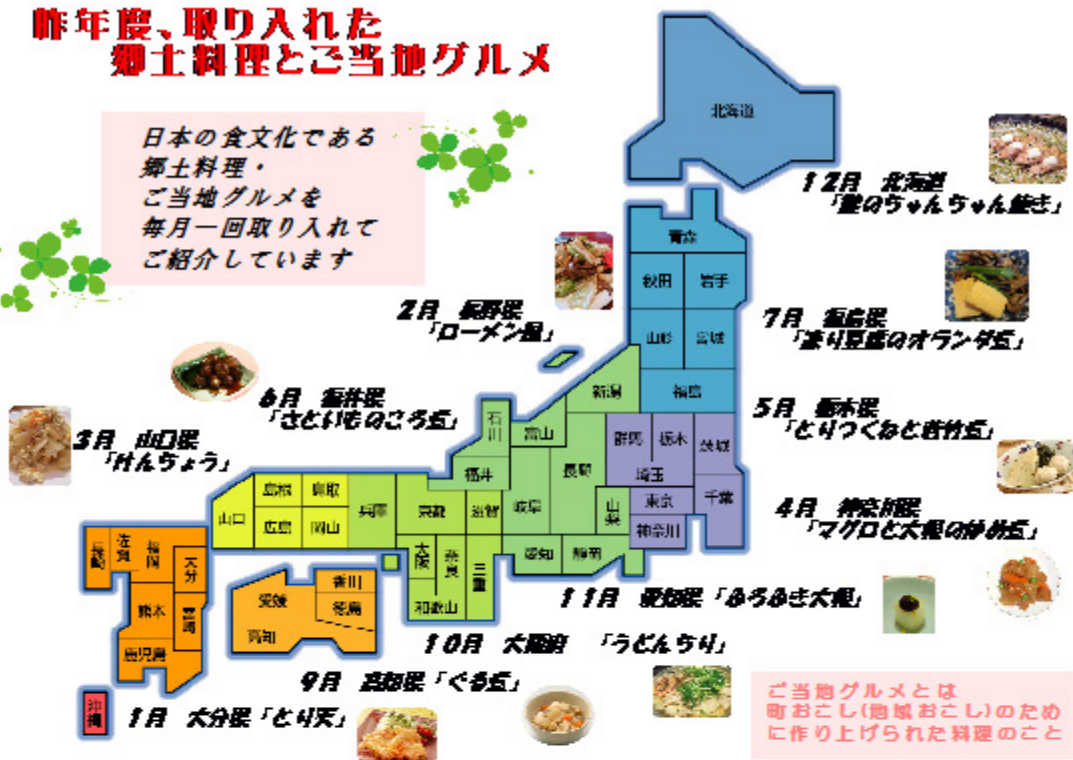 昨年度、取り入れた
郷土料理とご当地グルメ
日本の食文化である
郷土料理・
ご当地グルメを
毎月一回取り入れて
ご紹介しています
北海道
12月 北海道
「鮭のちゃんちゃん焼き」
青森
秋田 岩手
2月 長野県
「ローメン風」
7月 福島県
「凍り豆腐のオランダ煮」
山形 宮城
新潟 福島
6月 福井県
「さといものころ煮」
5月 栃木県
「とりつくねと若竹煮」
石川 富山 群馬 栃木 茨城
3月 山口県
「けんちょう」
福井 長野 埼玉
島根 鳥取 兵庫 京都 滋賀 岐阜 山梨 東京 千葉
山口 広島 岡山 神奈川
4月 神奈川県
「マグロと大根の炒め煮」
長崎 佐賀 福岡 大分 大阪 奈良 三重 愛知 静岡
香川
愛媛 徳島
熊本 宮崎 和歌山
高知
鹿児島
11月 愛知県「ふろふき大根」
10月 大阪府 「うどんちり」
9月 高知県「ぐる煮」
沖縄
1月 大分県「とり天」
ご当地グルメとは
町おこし(地域おこし)のため
に作り上げられた料理のこと